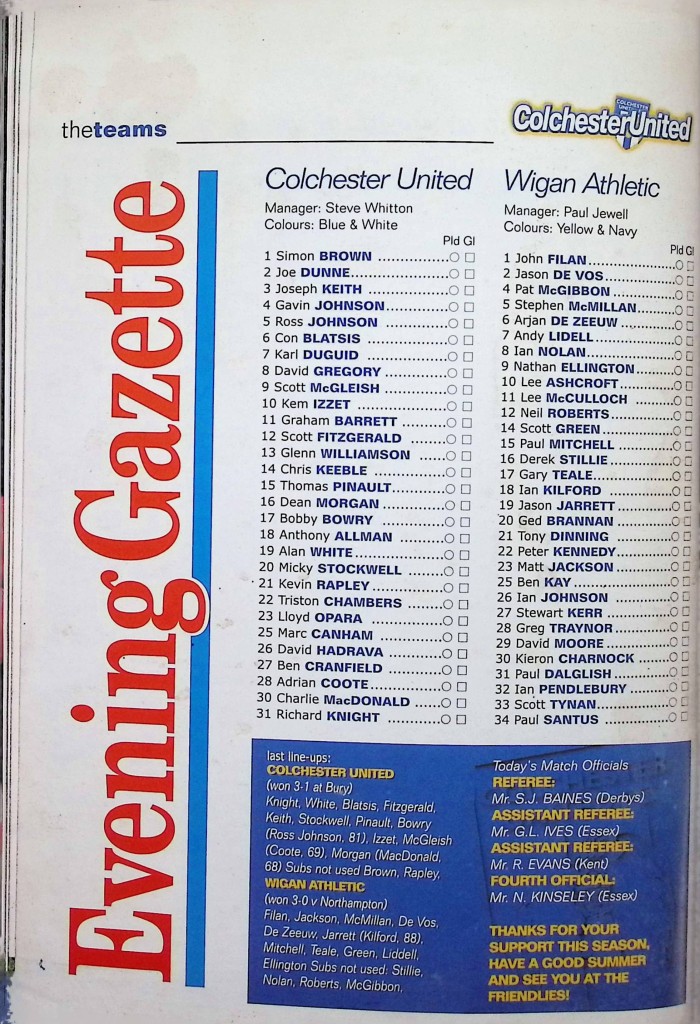 theteams
COLCHESTER
UNITED
ColchesterUnited
Evening Gazette
Colchester United
Manager: Steve Whitton
Colours: Blue & White
Pld Gl
1 Simon BROWN
2 Joe DUNNE
3 Joseph KEITH
4 Gavin JOHNSON
5 Ross JOHNSON
6 Con BLATSIS
7 Karl DUGUID
8 David GREGORY
9 Scott McGLEISH
10 Kem IZZET
11 Graham BARRETT
12 Scott FITZGERALD
13 Glenn WILLIAMSON
14 Chris KEEBLE
15 Thomas PINAULT
16 Dean MORGAN
17 Bobby BOWRY
18 Anthony ALLMAN
19 Alan WHITE
20 Micky STOCKWELL
21 Kevin RAPLEY
22 Triston CHAMBERS
23 Lloyd OPARA
25 Marc CANHAM
26 David HADRAVA
27 Ben CRANFIELD
28 Adrian COOTE
30 Charlie MacDONALD
31 Richard KNIGHT
Wigan Athletic
Manager: Paul Jewell
Colours: Yellow & Navy
Pld Gl
1 John FILAN
2 Jason DE VOS
4 Pat McGIBBON
5 Stephen McMILLAN
6 Arjan DE ZEEUW
7 Andy LIDELL
8 Ian NOLAN
9 Nathan ELLINGTON
10 Lee ASHCROFT
11 Lee McCULLOCH
12 Neil ROBERTS
14 Scott GREEN
15 Paul MITCHELL
16 Derek STILLIE
17 Gary TEALE
18 Ian KILFORD
19 Jason JARRETT
20 Ged BRANNAN
21 Tony DINNING
22 Peter KENNEDY
23 Matt JACKSON
25 Ben KAY
26 Ian JOHNSON
27 Stewart KERR
28 Greg TRAYNOR
29 David MOORE
30 Kieron CHARNOCK
31 Paul DALGLISH
32 Ian PENDLEBURY
33 Scott TYNAN
34 Paul SANTUS
last line-ups:
COLCHESTER UNITED
(won 3-1 at Bury)
Knight, White, Blatsis, Fitzgerald,
Keith, Stockwell, Pinault, Bowry
(Ross Johnson, 81), Izzet, McGleish
(Coote, 69), Morgan (MacDonald,
68) Subs not used Brown, Rapley,
WIGAN ATHLETIC
(won 3-0 v Northampton)
Filan, Jackson, McMillan, De Vos,
De Zeeuw, Jarrett (Kilford, 88),
Mitchell, Teale, Green, Liddell,
Ellington Subs not used: Stillie,
Nolan, Roberts, McGibbon,
Today's Match Officials
REFEREE:
Mr. S.J. BAINES (Derbys)
ASSISTANT REFEREE:
Mr. G.L. IVES (Essex)
ASSISTANT REFEREE:
Mr. R. EVANS (Kent)
FOURTH OFFICIAL:
Mr. N. KINSELEY (Essex)
THANKS FOR YOUR
SUPPORT THIS SEASON,
HAVE A GOOD SUMMER
AND SEE YOU AT THE
FRIENDLIES!